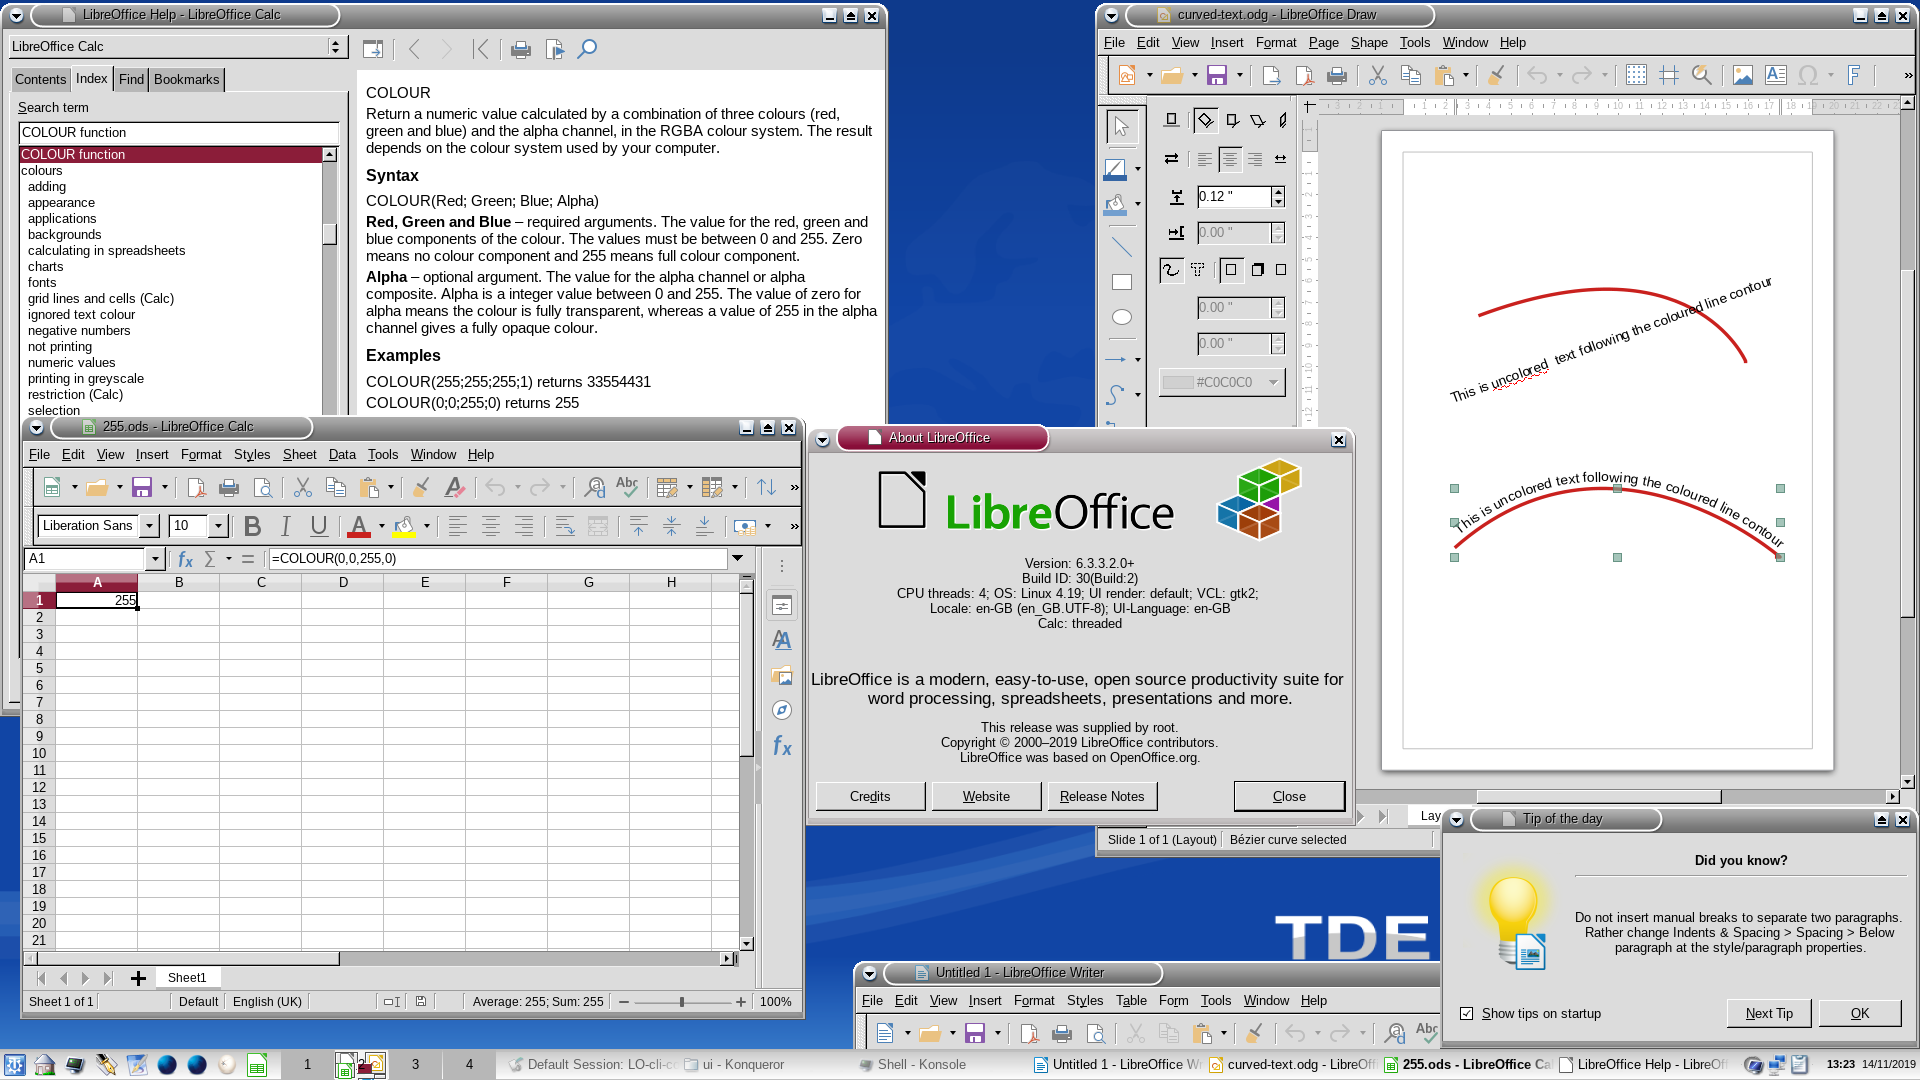 LibreOffice Help - LibreOffice Calc
LibreOffice Calc
Contents Index Find Bookmarks
Search term
COLOUR function
COLOUR function
colours
adding
appearance
applications
backgrounds
calculating in spreadsheets
charts
fonts
grid lines and cells (Calc)
ignored text colour
negative numbers
not printing
numeric values
printing in greyscale
restriction (Calc)
selection
COLOUR
Return a numeric value calculated by a combination of three colours (red,
green and blue) and the alpha channel, in the RGBA colour system. The result
depends on the colour system used by your computer.
Syntax
COLOUR(Red; Green; Blue; Alpha)
Red, Green and Blue – required arguments. The value for the red, green and
blue components of the colour. The values must be between 0 and 255. Zero
means no colour component and 255 means full colour component.
Alpha – optional argument. The value for the alpha channel or alpha
composite. Alpha is a integer value between 0 and 255. The value of zero for
alpha means the colour is fully transparent, whereas a value of 255 in the alpha
channel gives a fully opaque colour.
Examples
COLOUR(255;255;255;1) returns 33554431
COLOUR(0;0;255;0) returns 255
curved-text.odg - LibreOffice Draw
File Edit View Insert Format Page Shape Tools Window Help
0.12 "
0.00 "
0.00 "
0.00 "
#C0C0C0
This is uncolored text following the coloured line contour
This is uncolored text following the coloured line contour
Slide 1 of 1 (Layout) Bézier curve selected
255.ods - LibreOffice Calc
File Edit View Insert Format Styles Sheet Data Tools Window Help
Liberation Sans 10
A1 =COLOUR(0,0,255,0)
A B C D E F G H
1 255
2
3
4
5
6
7
8
9
10
11
12
13
14
15
16
17
18
19
20
21
Sheet1
Sheet 1 of 1 Default English (UK) Average: 255; Sum: 255 100%
About LibreOffice
LibreOffice
Version: 6.3.3.2.0+
Build ID: 30(Build:2)
CPU threads: 4; OS: Linux 4.19; UI render: default; VCL: gtk2;
Locale: en-GB (en_GB.UTF-8); UI-Language: en-GB
Calc: threaded
LibreOffice is a modern, easy-to-use, open source productivity suite for
word processing, spreadsheets, presentations and more.
This release was supplied by root.
Copyright © 2000–2019 LibreOffice contributors.
LibreOffice was based on OpenOffice.org.
Credits Website Release Notes Close
Lay
Tip of the day
Did you know?
Do not insert manual breaks to separate two paragraphs.
Rather change Indents & Spacing > Spacing > Below
paragraph at the style/paragraph properties.
Show tips on startup Next Tip OK
TDE
Untitled 1 - LibreOffice Writer
File Edit View Insert Format Styles Table Form Tools Window Help
1 2 3 4 Default Session: LO-cli-c ui - Konqueror Shell - Konsole Untitled 1 - LibreOffice W curved-text.odg - LibreOff 255.ods - LibreOffice Ca LibreOffice Help - LibreOff 13:23 14/11/2019